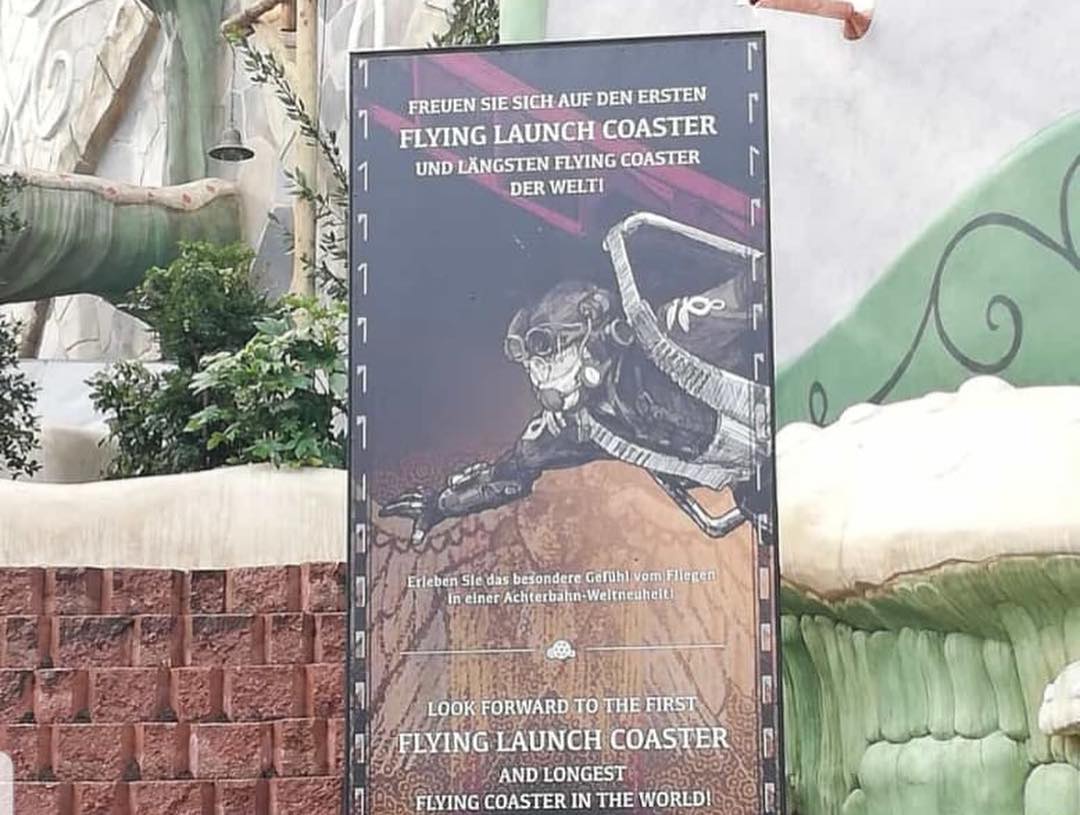 FREUEN SIE SICH AUF DEN ERSTEN
FLYING LAUNCH COASTER
UND LÄNGSTEN FLYING COASTER
DER WELT!
Erleben Sie das besondere Gefühl vom Fliegen
in einer Achterbahn-Weltneuheit!
LOOK FORWARD TO THE FIRST
FLYING LAUNCH COASTER
AND LONGEST
FLYING COASTER IN THE WORLD!